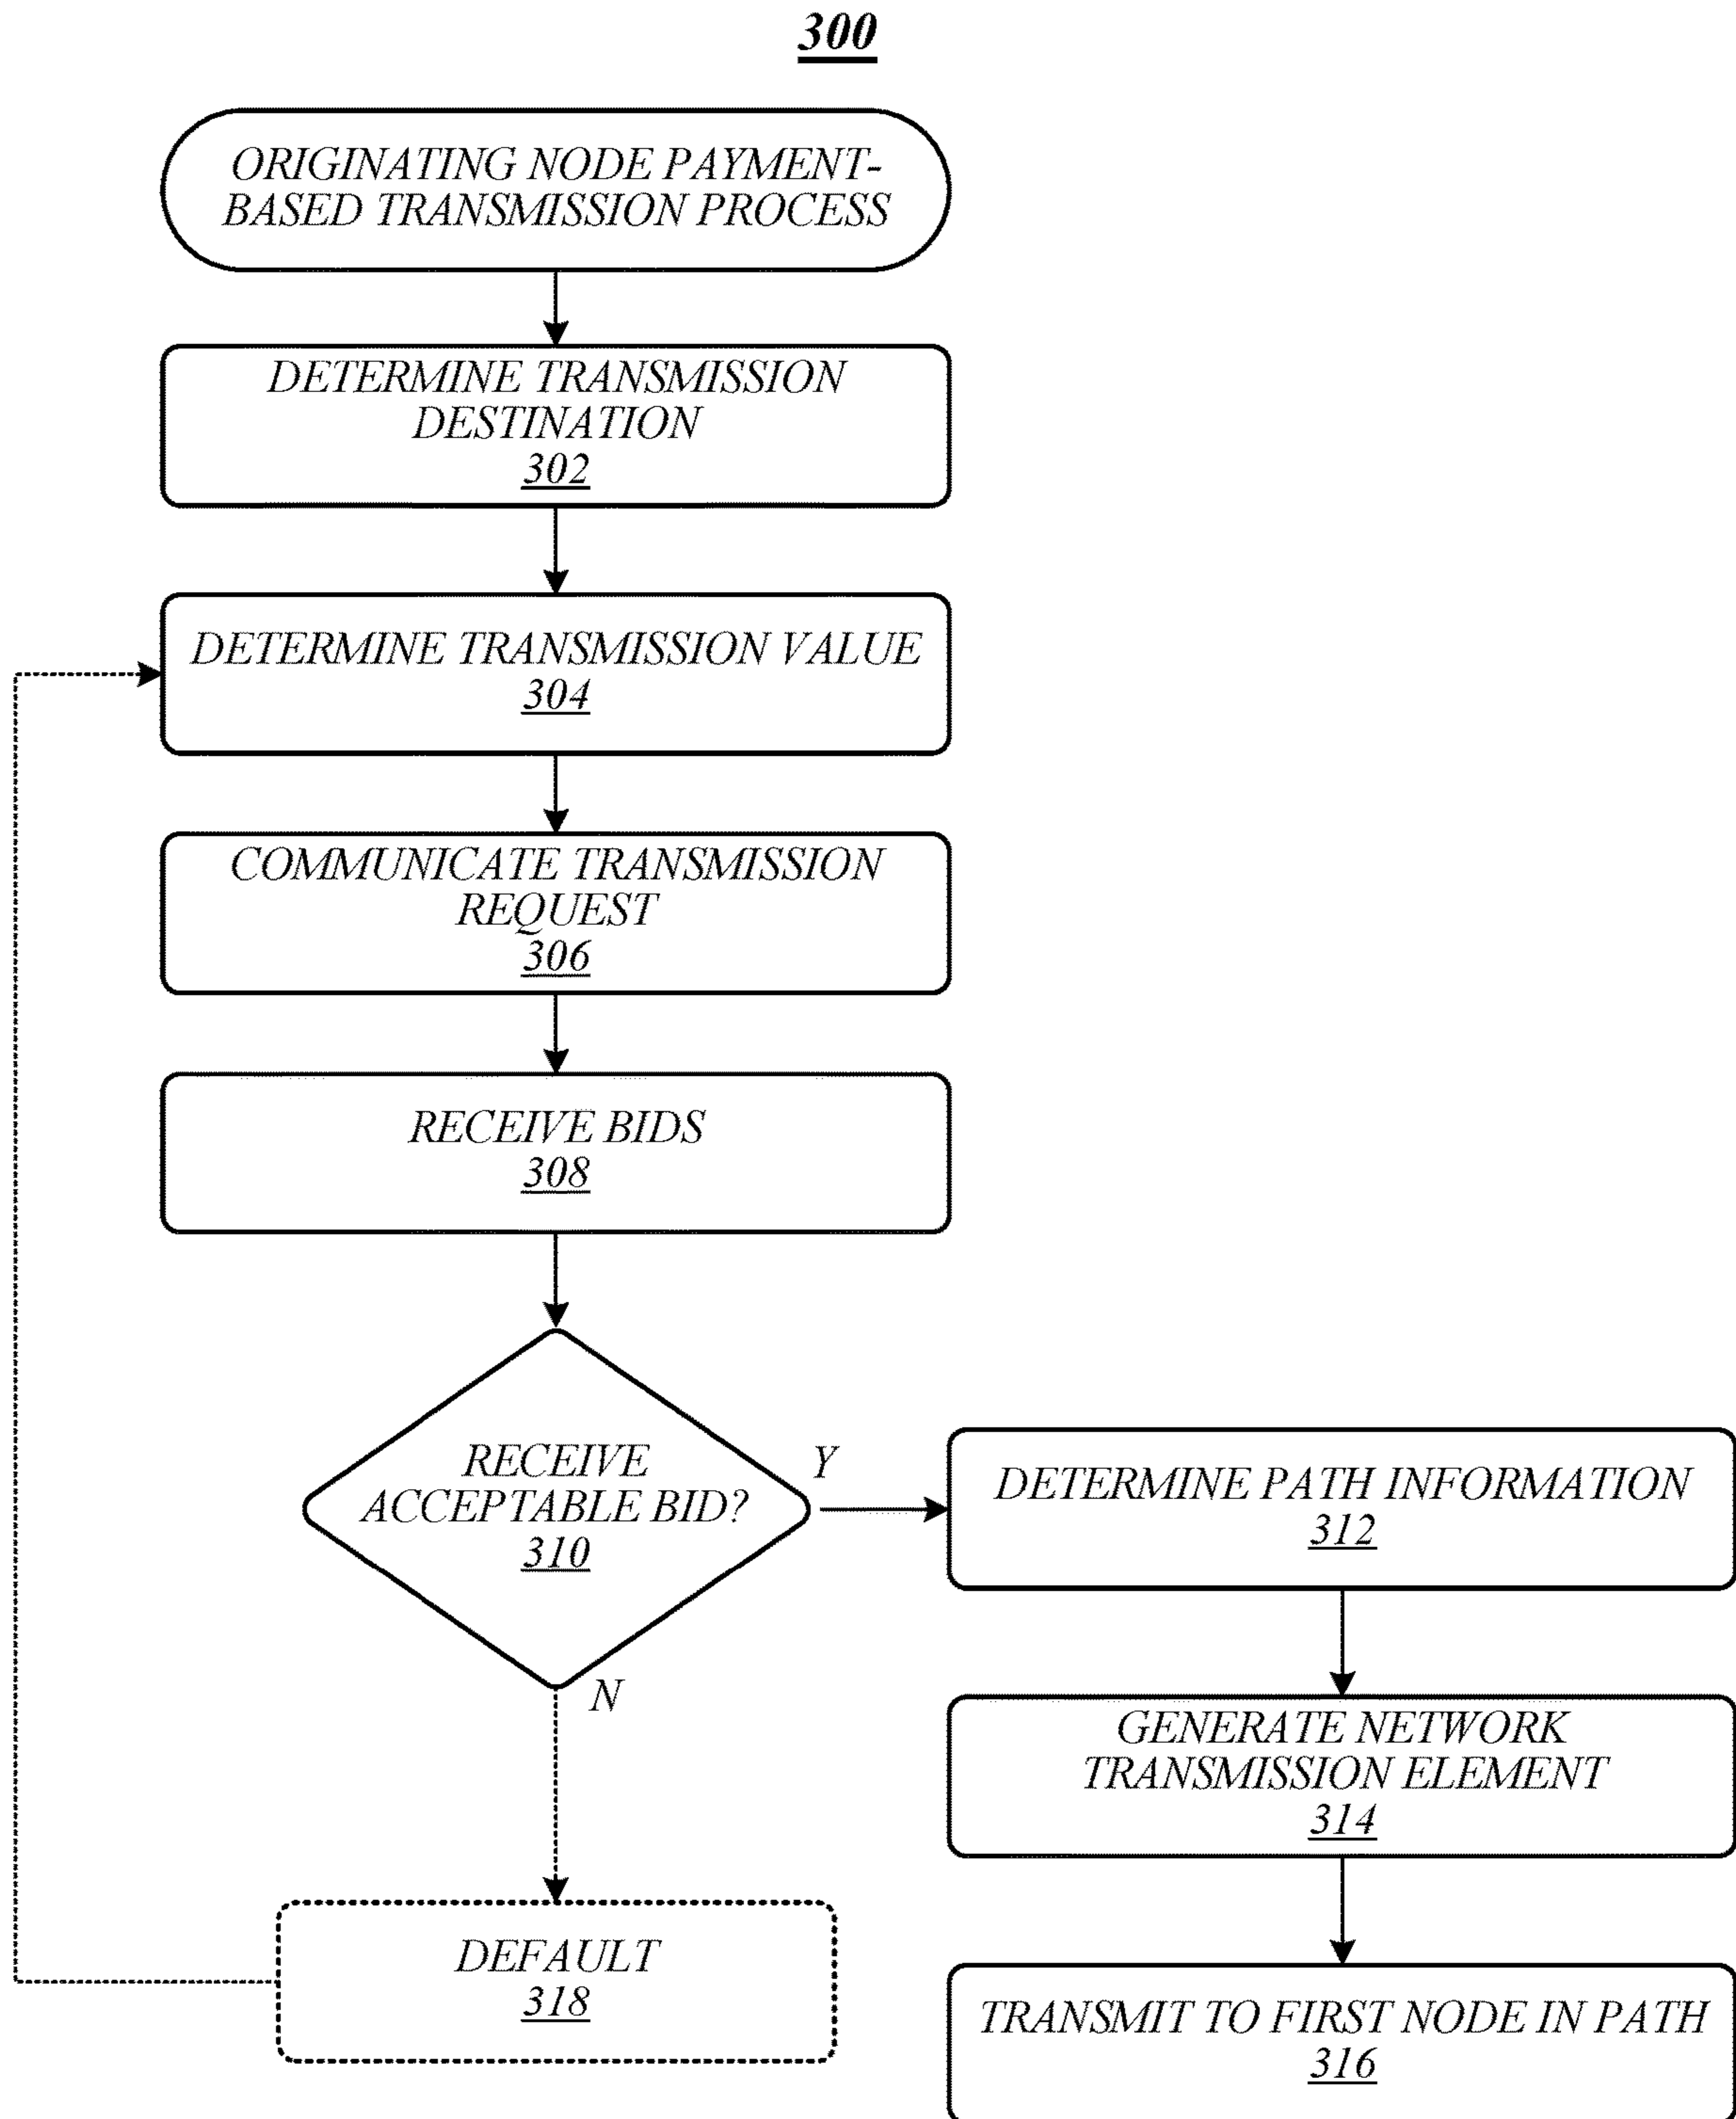 300
ORIGINATING NODE PAYMENT-
BASED TRANSMISSION PROCESS
DETERMINE TRANSMISSION
DESTINATION
302
DETERMINE TRANSMISSION VALUE
304
COMMUNICATE TRANSMISSION
REQUEST
306
RECEIVE BIDS
308
RECEIVE
ACCEPTABLE BID?
310
Y
N
DETERMINE PATH INFORMATION
312
GENERATE NETWORK
TRANSMISSION ELEMENT
314
TRANSMIT TO FIRST NODE IN PATH
316
DEFAULT
318